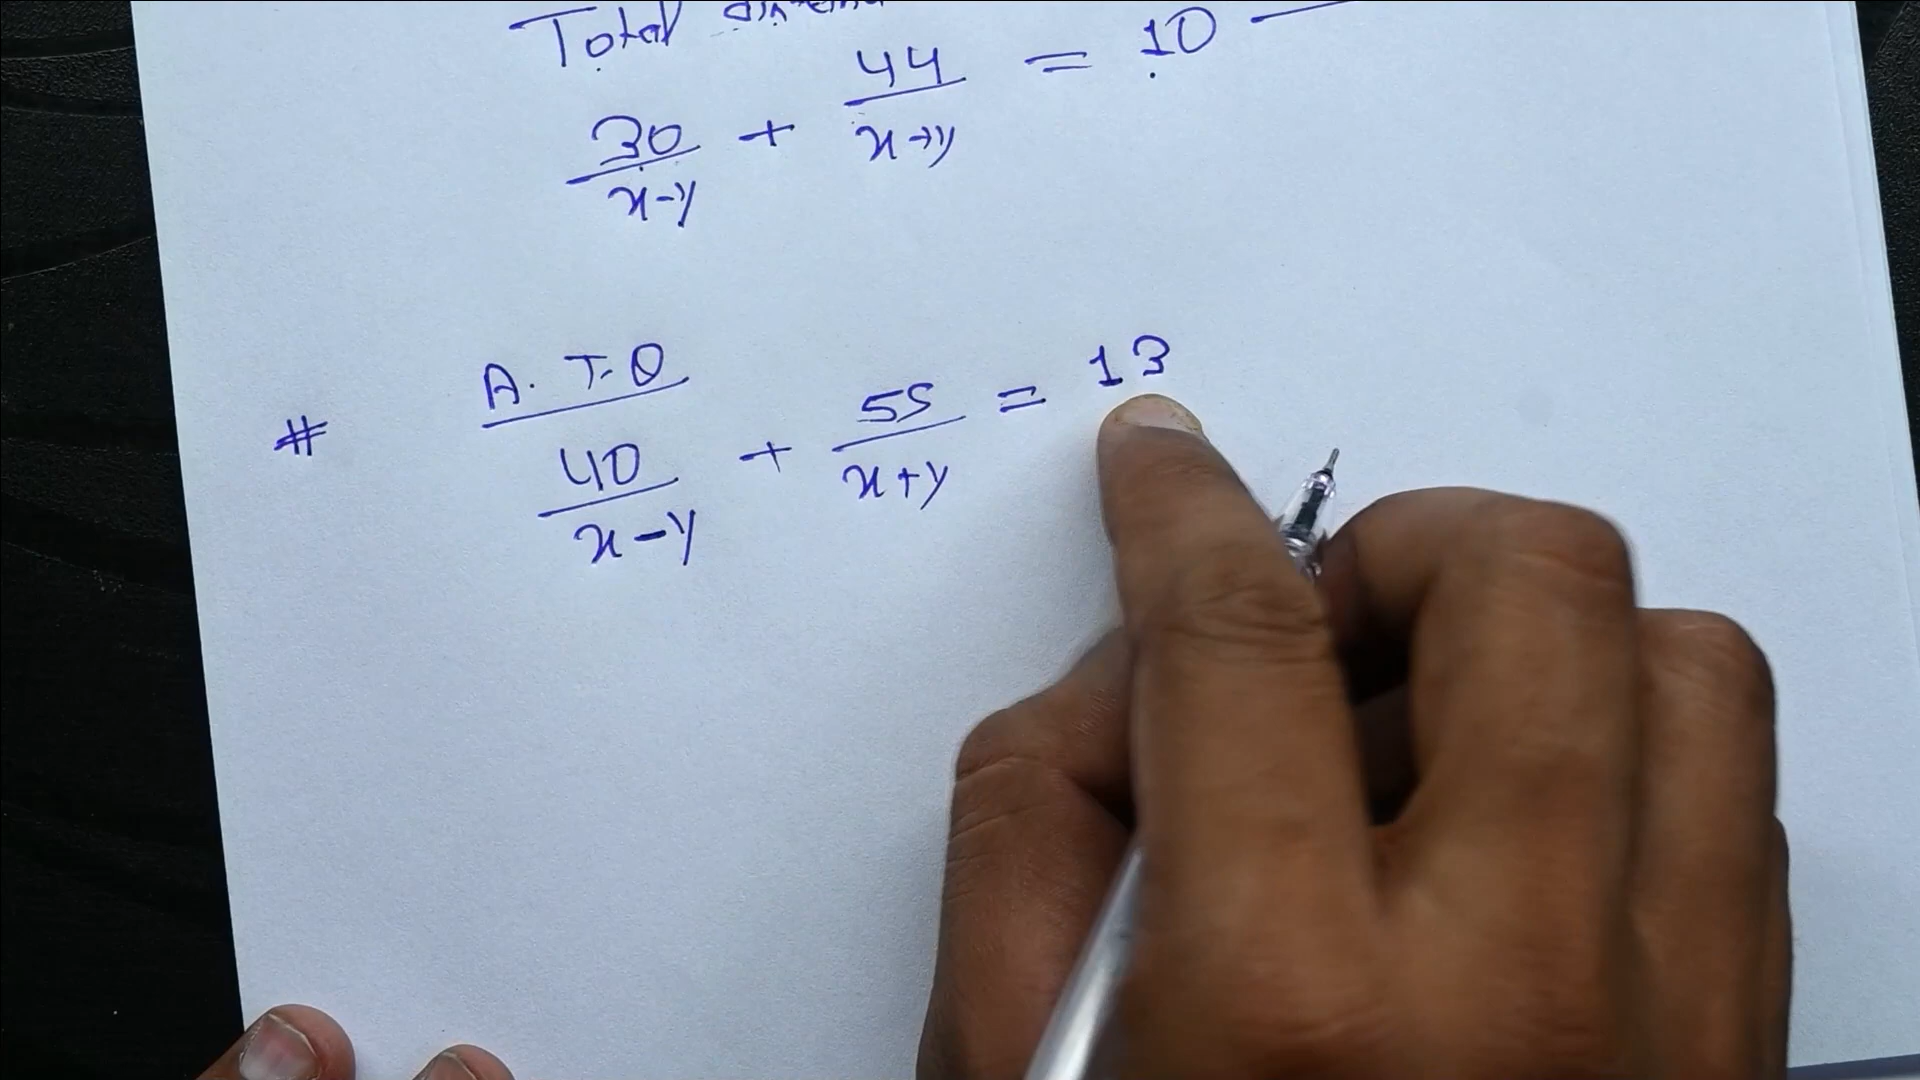 Total
30/x-y + 44/x+y = 10
A. T. Q
# 40/x-y + 55/x+y = 13